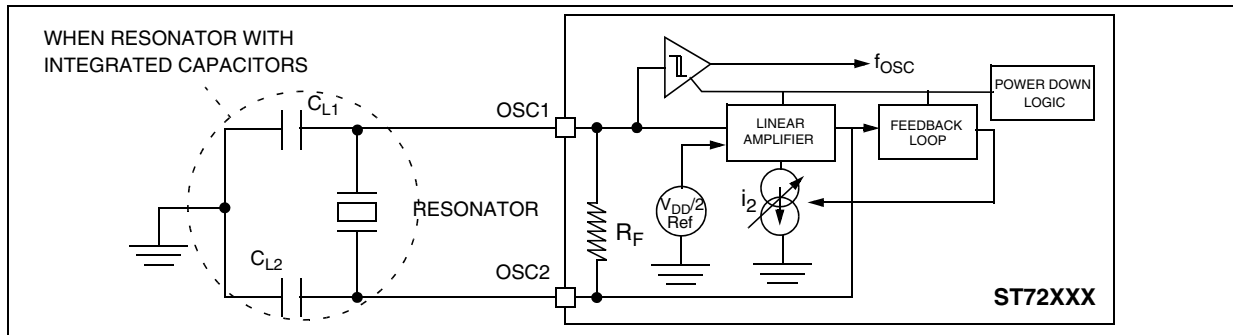 WHEN RESONATOR WITH
INTEGRATED CAPACITORS
CL1
OSC1
fOSC
POWER DOWN
LOGIC
LINEAR
AMPLIFIER
FEEDBACK
LOOP
RESONATOR
RF
VDD/2
Ref
i2
CL2
OSC2
ST72XXX